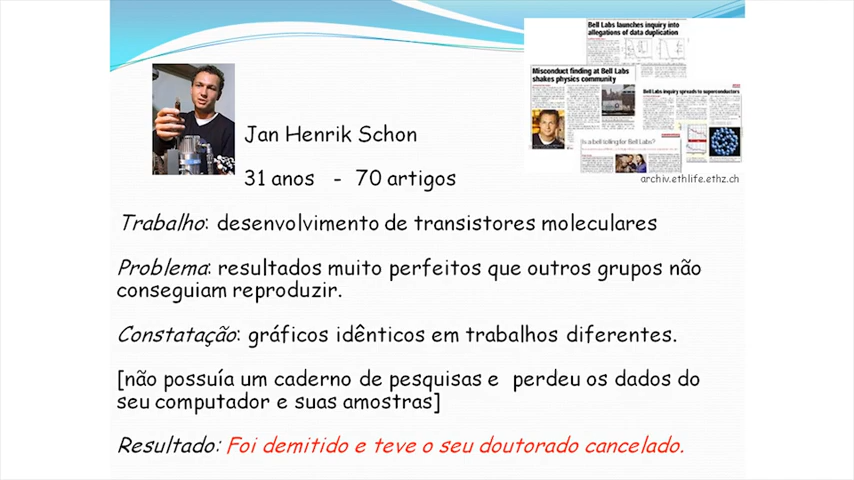 Bell Labs launches inquiry into
allegations of data duplication
Misconduct finding at Bell Labs
shakes physics community
Bell Labs inquiry spreads to superconductors
Is a bell tolling for Bell Labs?
archiv.ethlife.ethz.ch
Jan Henrik Schon
31 anos - 70 artigos
Trabalho: desenvolvimento de transistores moleculares
Problema: resultados muito perfeitos que outros grupos não
conseguiam reproduzir.
Constatação: gráficos idênticos em trabalhos diferentes.
[não possuía um caderno de pesquisas e perdeu os dados do
seu computador e suas amostras]
Resultado: Foi demitido e teve o seu doutorado cancelado.